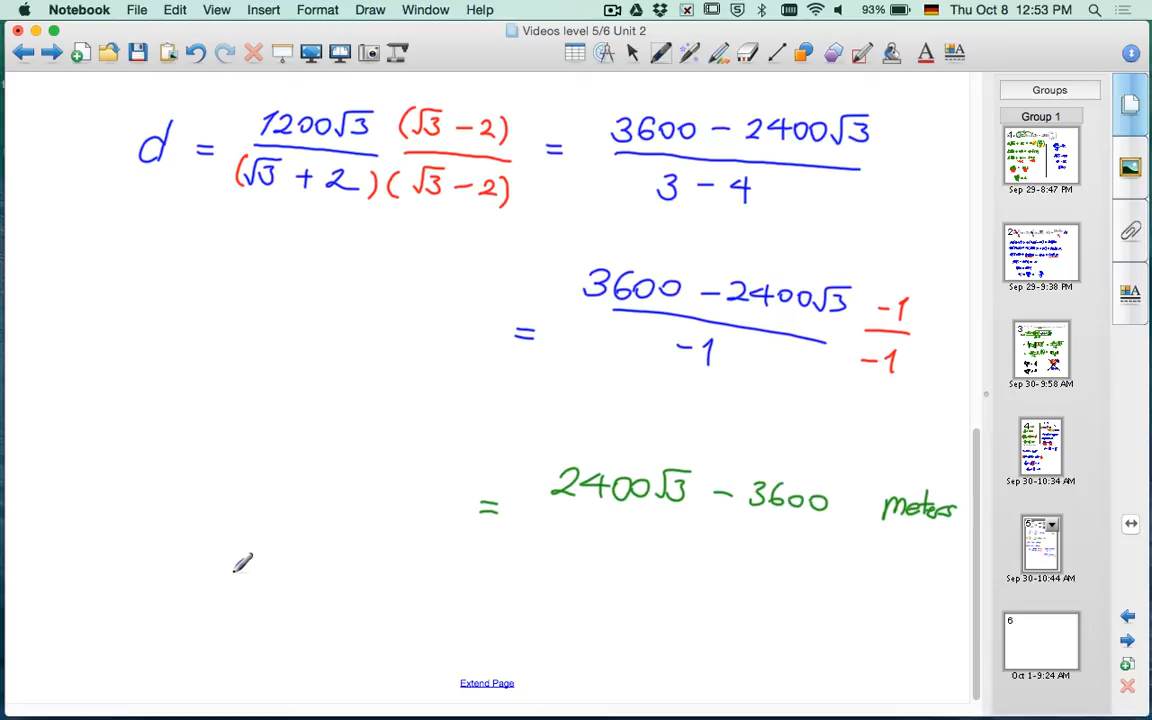 Notebook File Edit View Insert Format Draw Window Help 93% Thu Oct 8 12:53 PM
Videos level 5/6 Unit 2
Groups
Group 1
d = 1200√3 (√3 − 2) = 3600 − 2400√3
(√3 + 2)(√3 − 2) 3 − 4
Sep 29-8:47 PM
2
Sep 29-9:38 PM
= 3600 − 2400√3 −1
−1 −1
3
Sep 30-9:58 AM
= 2400√3 − 3600 meters
4
Sep 30-10:34 AM
5
Sep 30-10:44 AM
6
Oct 1-9:24 AM
Extend Page